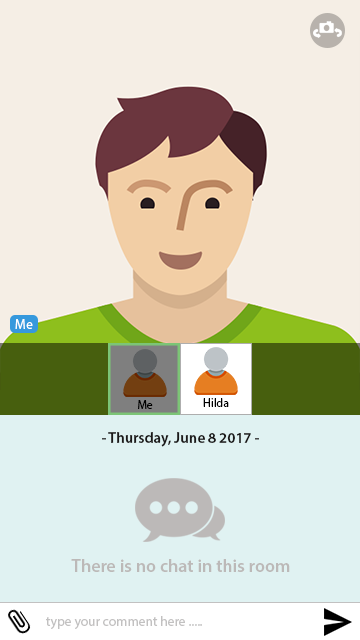 Me
Me
Hilda
- Thursday, June 8 2017 -
There is no chat in this room
type your comment here .....